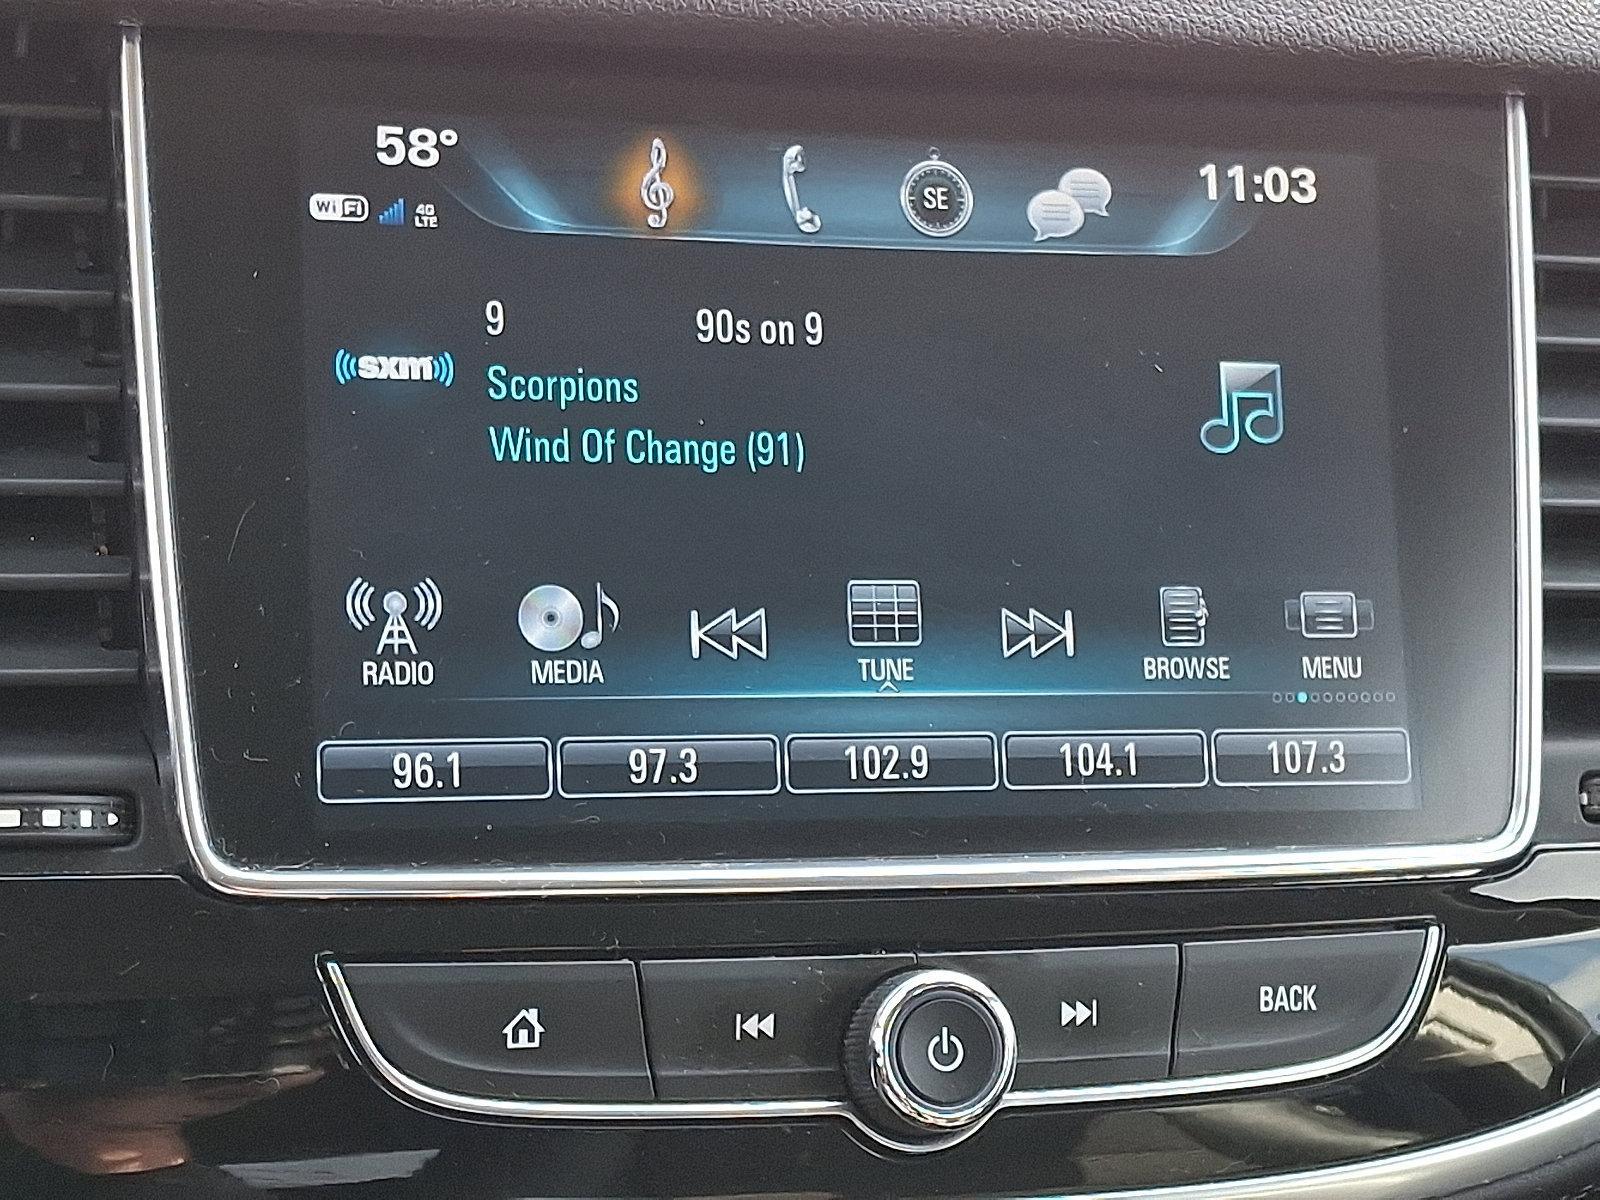 58°
11:03
WiFi
4G
LTE
SE
9
90s on 9
sxm
Scorpions
Wind Of Change (91)
RADIO
MEDIA
TUNE
BROWSE
MENU
96.1
97.3
102.9
104.1
107.3
BACK